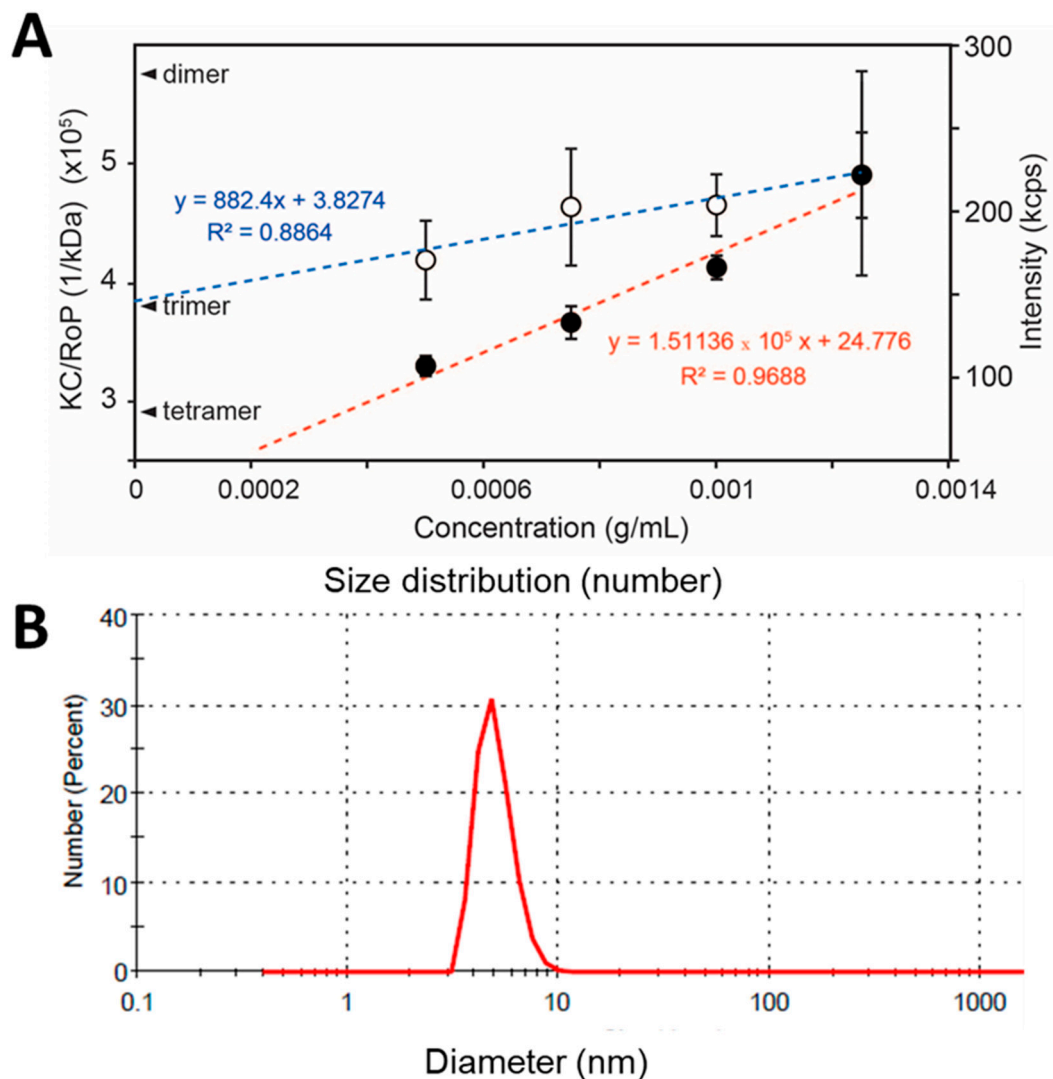 A
300
dimer
KC/RoP (1/kDa) (x10⁵)
5
y = 882.4x + 3.8274
R² = 0.8864
200
Intensity (kcps)
4
trimer
y = 1.51136 x 10⁵ x + 24.776
R² = 0.9688
100
3
tetramer
0 0.0002 0.0006 0.001 0.0014
Concentration (g/mL)
Size distribution (number)
B
40
30
Number (Percent)
20
10
0
0.1 1 10 100 1000
Diameter (nm)